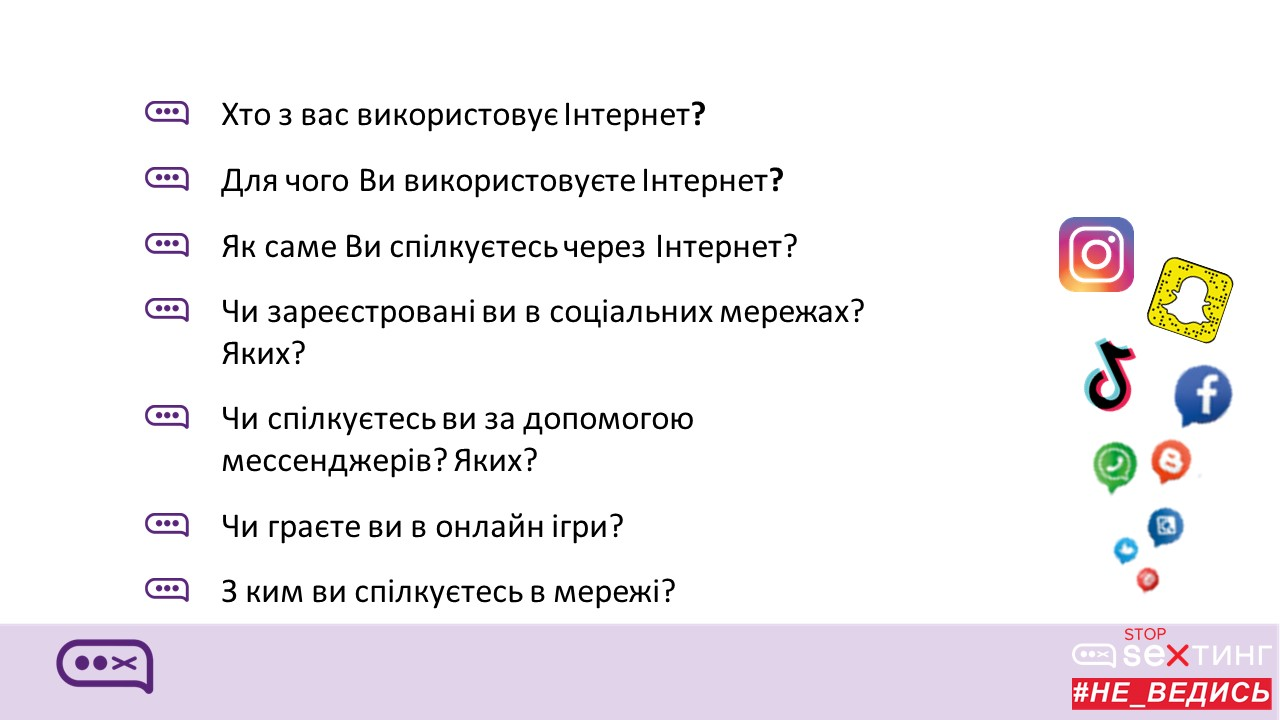 Хто з вас використовує Інтернет?
Для чого Ви використовуєте Інтернет?
Як саме Ви спілкуєтесь через Інтернет?
Чи зареєстровані ви в соціальних мережах?
Яких?
Чи спілкуєтесь ви за допомогою
мессенджерів? Яких?
Чи граєте ви в онлайн ігри?
З ким ви спілкуєтесь в мережі?
STOP
sexтинг
#НЕ_ВЕДИСЬ